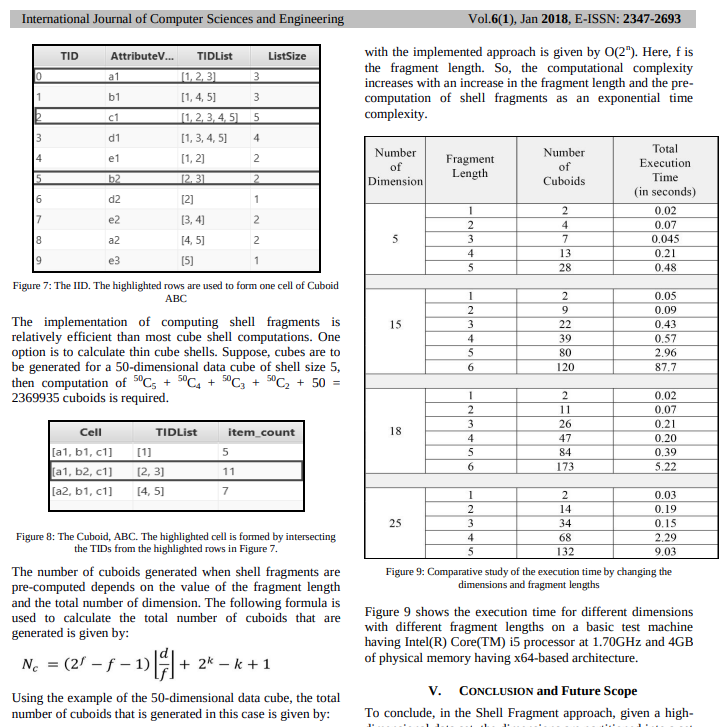 International Journal of Computer Sciences and Engineering Vol.6(1), Jan 2018, E-ISSN: 2347-2693
TID AttributeV... TIDList ListSize
0 a1 [1, 2, 3] 3
1 b1 [1, 4, 5] 3
2 c1 [1, 2, 3, 4, 5] 5
3 d1 [1, 3, 4, 5] 4
4 e1 [1, 2] 2
5 b2 [2, 3] 2
6 d2 [2] 1
7 e2 [3, 4] 2
8 a2 [4, 5] 2
9 e3 [5] 1
Figure 7: The IID. The highlighted rows are used to form one cell of Cuboid
ABC
The implementation of computing shell fragments is
relatively efficient than most cube shell computations. One
option is to calculate thin cube shells. Suppose, cubes are to
be generated for a 50-dimensional data cube of shell size 5,
then computation of ⁵⁰C₅ + ⁵⁰C₄ + ⁵⁰C₃ + ⁵⁰C₂ + 50 =
2369935 cuboids is required.
Cell TIDList item_count
[a1, b1, c1] [1] 5
[a1, b2, c1] [2, 3] 11
[a2, b1, c1] [4, 5] 7
Figure 8: The Cuboid, ABC. The highlighted cell is formed by intersecting
the TIDs from the highlighted rows in Figure 7.
The number of cuboids generated when shell fragments are
pre-computed depends on the value of the fragment length
and the total number of dimension. The following formula is
used to calculate the total number of cuboids that are
generated is given by:
N_c = (2^f − f − 1) ⌊d/f⌋ + 2^k − k + 1
Using the example of the 50-dimensional data cube, the total
number of cuboids that is generated in this case is given by:
with the implemented approach is given by O(2ⁿ). Here, f is
the fragment length. So, the computational complexity
increases with an increase in the fragment length and the pre-
computation of shell fragments as an exponential time
complexity.
Number of Dimension Fragment Length Number of Cuboids Total Execution Time (in seconds)
5
1 2 0.02
2 4 0.07
3 7 0.045
4 13 0.21
5 28 0.48
15
1 2 0.05
2 9 0.09
3 22 0.43
4 39 0.57
5 80 2.96
6 120 87.7
18
1 2 0.02
2 11 0.07
3 26 0.21
4 47 0.20
5 84 0.39
6 173 5.22
25
1 2 0.03
2 14 0.19
3 34 0.15
4 68 2.29
5 132 9.03
Figure 9: Comparative study of the execution time by changing the
dimensions and fragment lengths
Figure 9 shows the execution time for different dimensions
with different fragment lengths on a basic test machine
having Intel(R) Core(TM) i5 processor at 1.70GHz and 4GB
of physical memory having x64-based architecture.
V. CONCLUSION and Future Scope
To conclude, in the Shell Fragment approach, given a high-